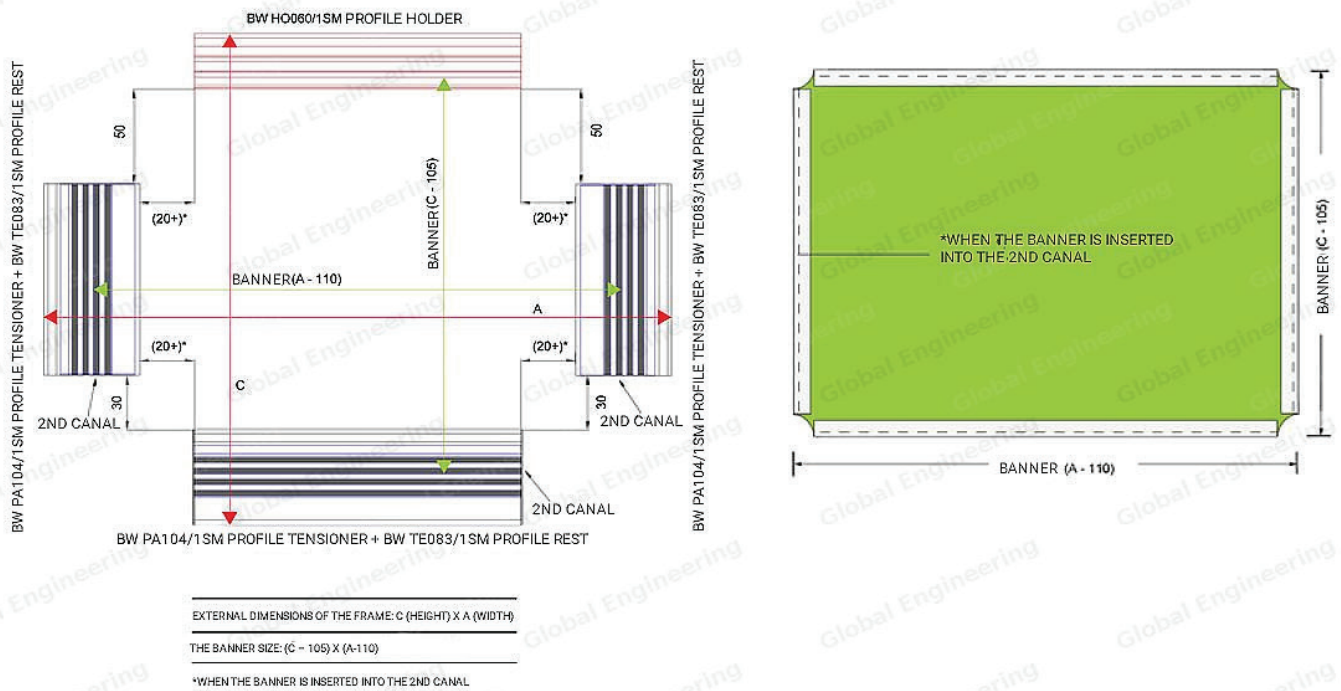 BW HO060/1SM PROFILE HOLDER
BW PA104/1SM PROFILE TENSIONER + BW TE083/1SM PROFILE REST
50
50
(20+)*
(20+)*
BANNER(C - 105)
BANNER(A - 110)
A
(20+)*
(20+)*
C
30
30
2ND CANAL
2ND CANAL
2ND CANAL
BW PA104/1SM PROFILE TENSIONER + BW TE083/1SM PROFILE REST
BW PA104/1SM PROFILE TENSIONER + BW TE083/1SM PROFILE REST
*WHEN THE BANNER IS INSERTED
INTO THE 2ND CANAL
BANNER (C - 105)
BANNER (A - 110)
EXTERNAL DIMENSIONS OF THE FRAME: C (HEIGHT) X A (WIDTH)
THE BANNER SIZE: (C – 105) X (A-110)
*WHEN THE BANNER IS INSERTED INTO THE 2ND CANAL
Global Engineering